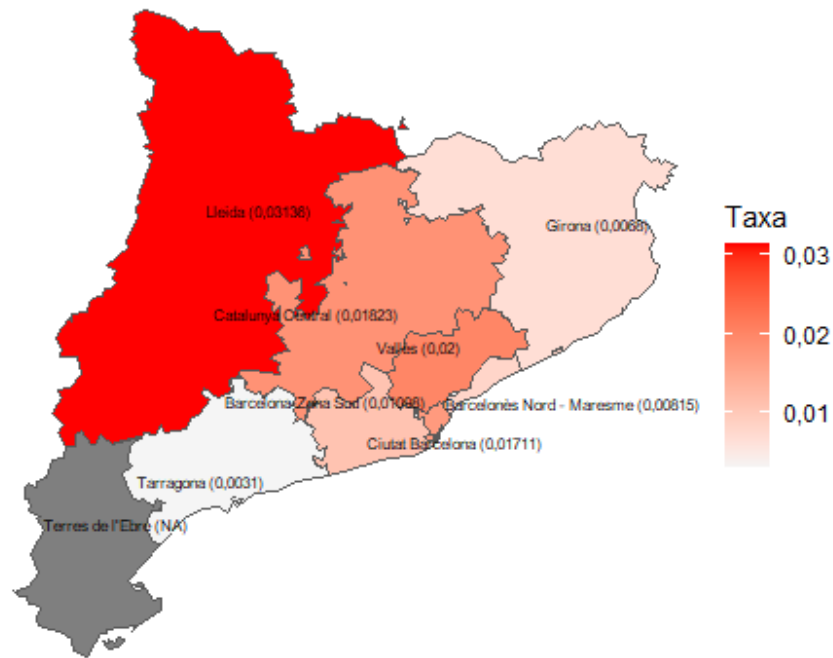 Lleida (0,03136)
Girona (0,0068)
Taxa
0,03
0,02
0,01
Catalunya Central (0,01823)
Vallès (0,02)
Barcelona Zona Sud (0,01098)
Barcelonès Nord - Maresme (0,00815)
Ciutat Barcelona (0,01711)
Tarragona (0,0031)
Terres de l'Ebre (NA)